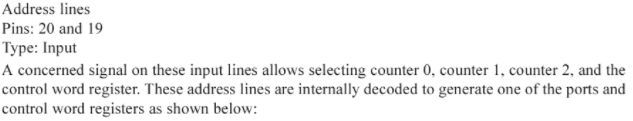 Address lines
Pins: 20 and 19
Type: Input
A concerned signal on these input lines allows selecting counter 0, counter 1, counter 2, and the
control word register. These address lines are internally decoded to generate one of the ports and
control word registers as shown below: